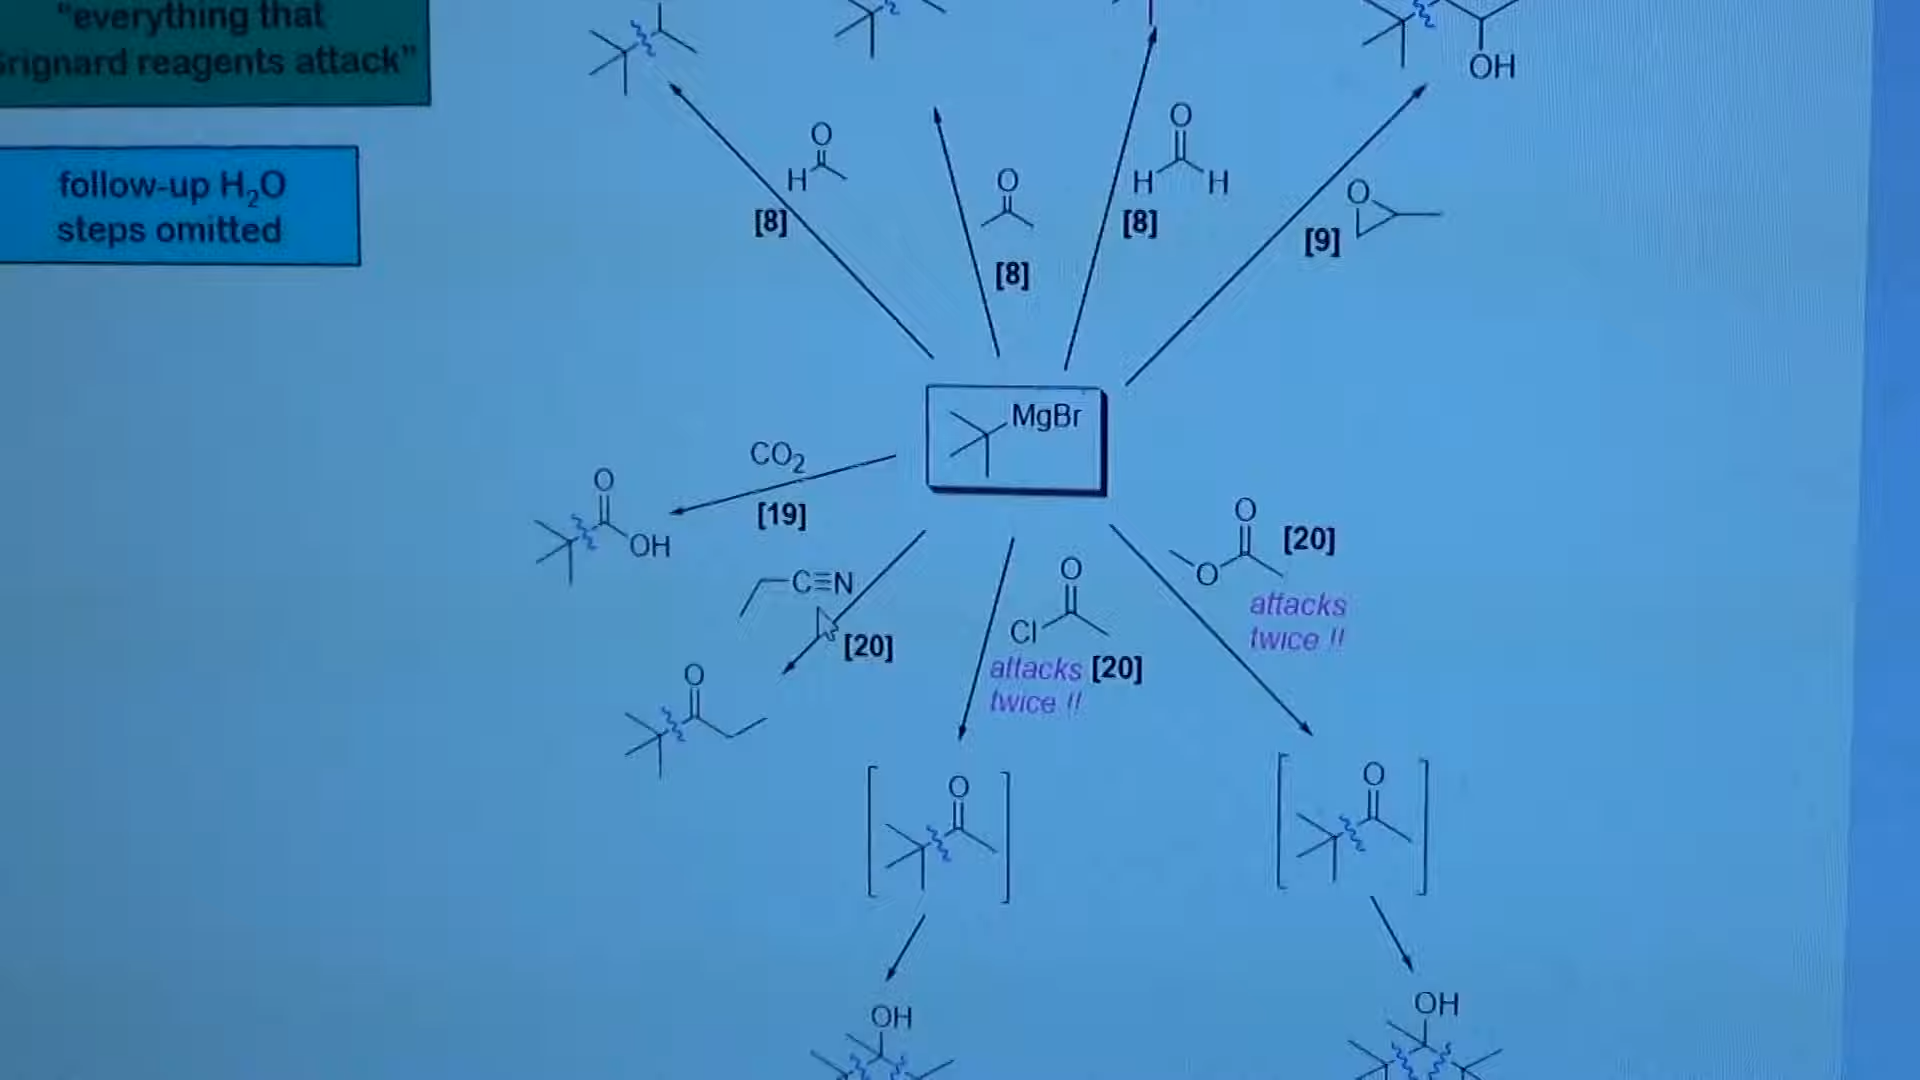 "everything that
Grignard reagents attack"
follow-up H₂O
steps omitted
OH
O
H
[8]
O
[8]
O
H H
[8]
O
[9]
MgBr
CO₂
[19]
O
OH
C≡N
[20]
O
O
Cl
attacks [20]
twice !!
O
O
[20]
attacks
twice !!
O
O
OH
OH